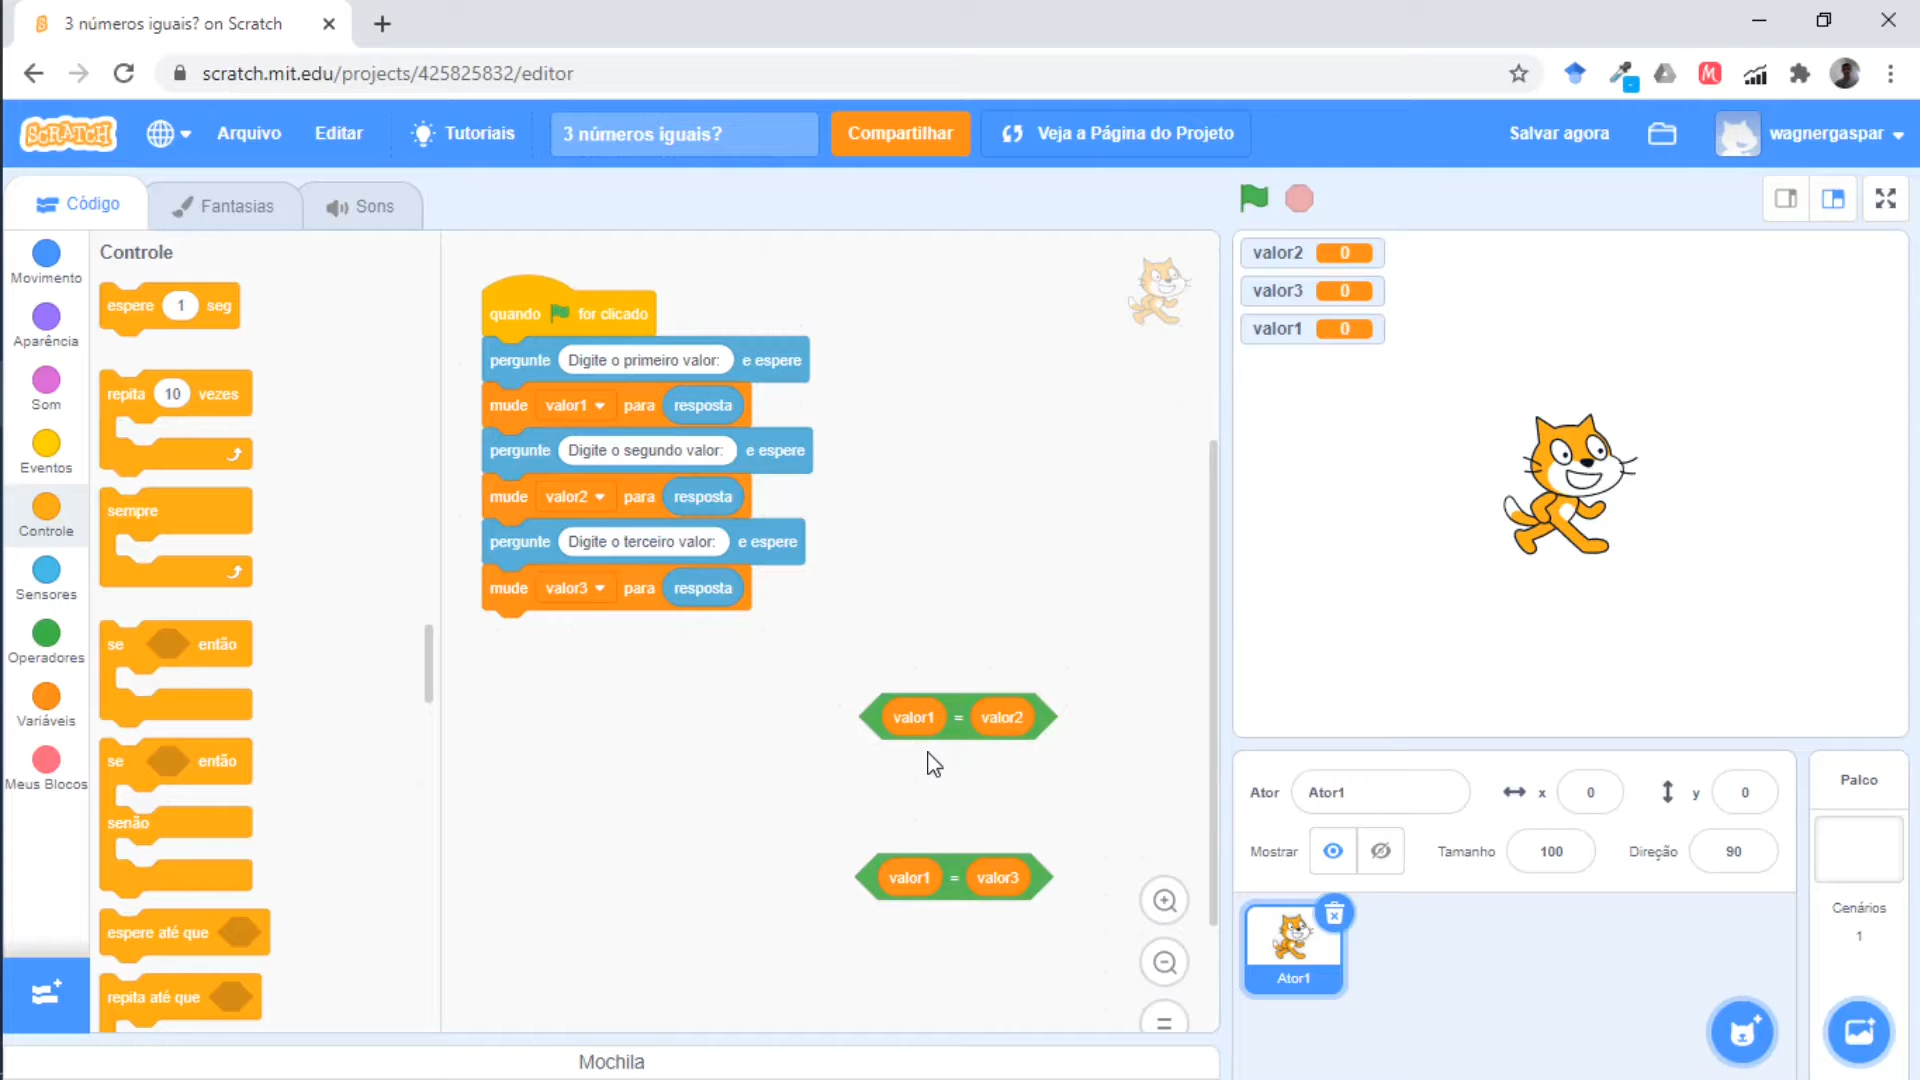 3 números iguais? on Scratch
scratch.mit.edu/projects/425825832/editor
SCRATCH
Arquivo
Editar
Tutoriais
3 números iguais?
Compartilhar
Veja a Página do Projeto
Salvar agora
wagnergaspar
Código
Fantasias
Sons
Movimento
Aparência
Som
Eventos
Controle
Sensores
Operadores
Variáveis
Meus Blocos
Controle
espere 1 seg
repita 10 vezes
sempre
se então
se então
senão
espere até que
repita até que
quando for clicado
pergunte Digite o primeiro valor: e espere
mude valor1 para resposta
pergunte Digite o segundo valor: e espere
mude valor2 para resposta
pergunte Digite o terceiro valor: e espere
mude valor3 para resposta
valor1 = valor2
valor1 = valor3
Mochila
valor2 0
valor3 0
valor1 0
Ator Ator1 x 0 y 0
Mostrar Tamanho 100 Direção 90
Ator1
Palco
Cenários
1